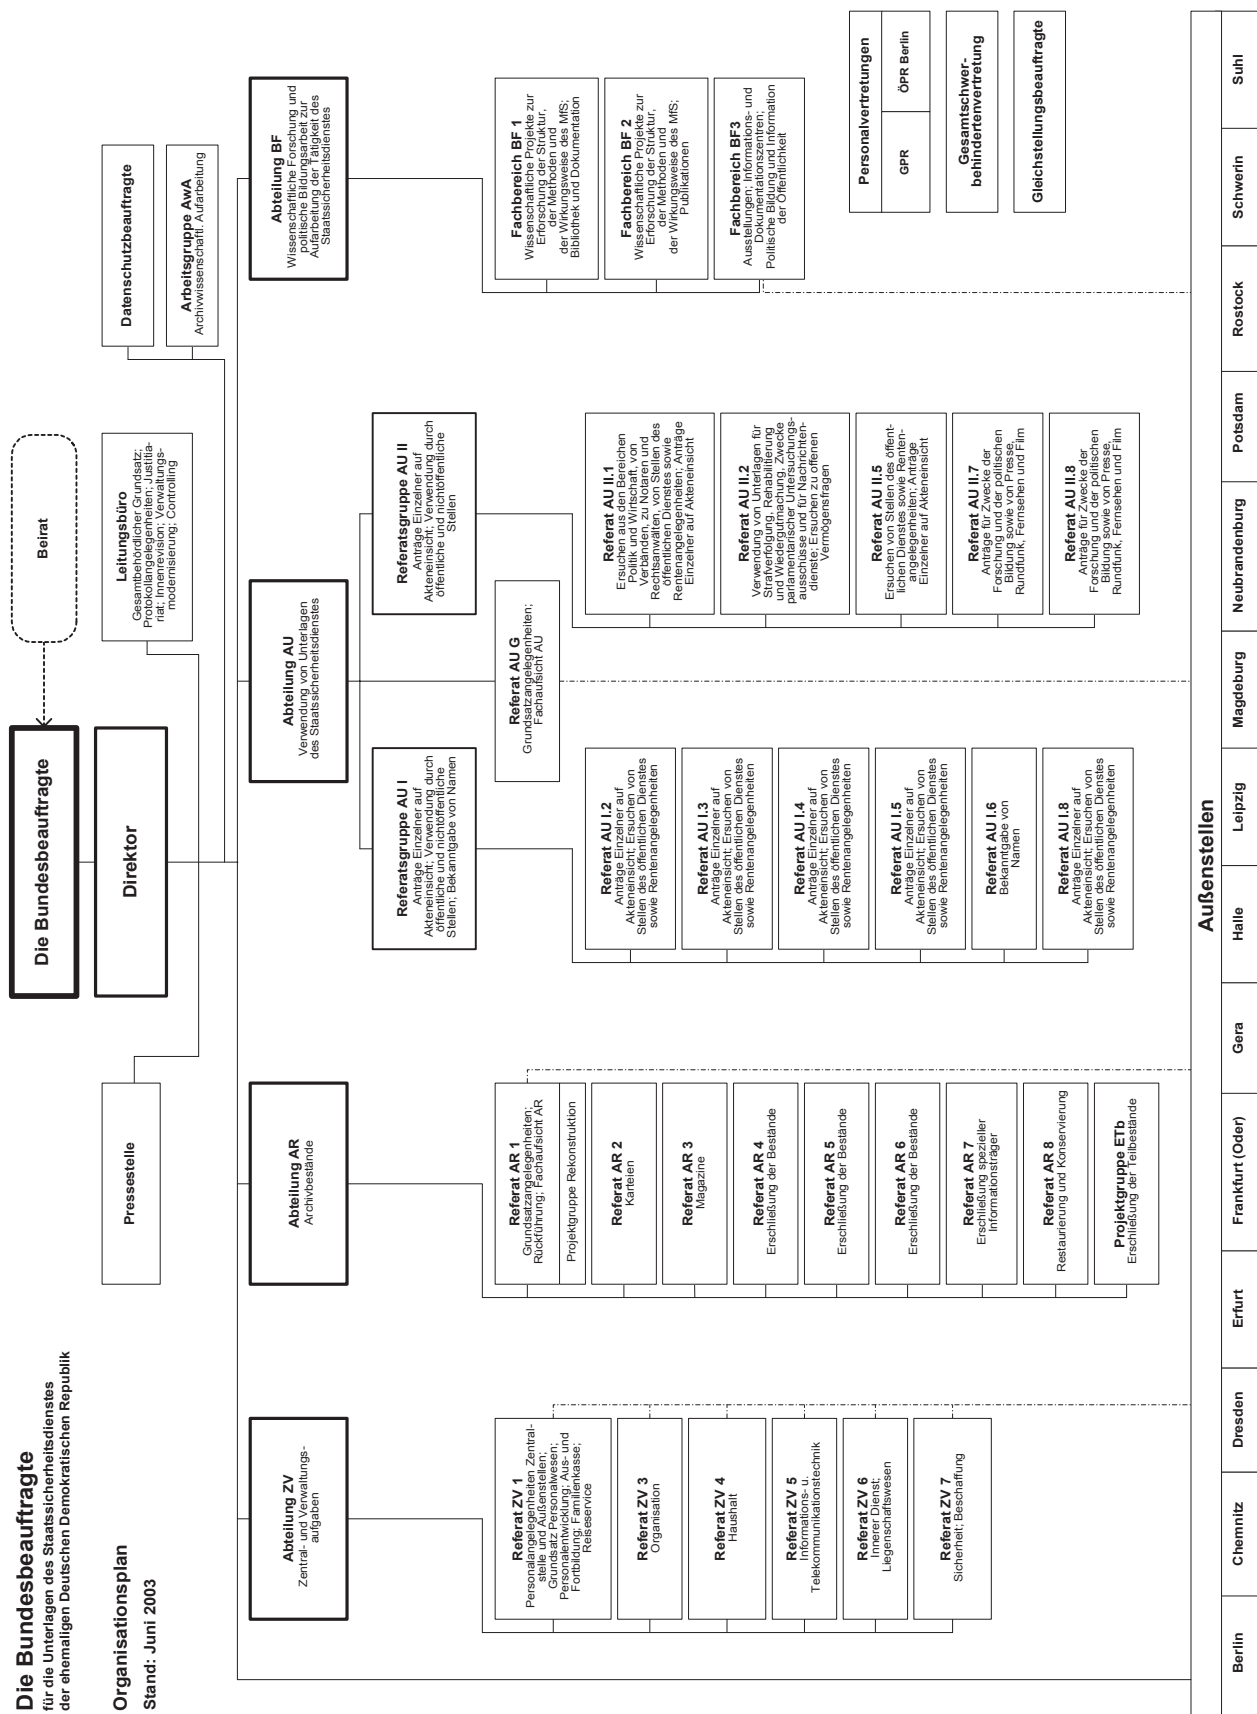 Die Bundesbeauftragte
für die Unterlagen des Staatssicherheitsdienstes
der ehemaligen Deutschen Demokratischen Republik
Organisationsplan
Stand: Juni 2003
Die Bundesbeauftragte
Beirat
Direktor
Pressestelle
Leitungsbüro
Gesamtbehördlicher Grundsatz;
Protokollangelegenheiten; Justitia-
riat; Innenrevision; Verwaltungs-
modernisierung; Controlling
Datenschutzbeauftragte
Arbeitsgruppe AwA
Archivwissenschaftl. Aufarbeitung
Abteilung ZV
Zentral- und Verwaltungs-
aufgaben
Referat ZV 1
Personalangelegenheiten Zentral-
stelle und Außenstellen;
Grundsatz Personalwesen;
Personalentwicklung; Aus- und
Fortbildung; Familienkasse;
Reiseservice
Referat ZV 3
Organisation
Referat ZV 4
Haushalt
Referat ZV 5
Informations- u.
Telekommunikationstechnik
Referat ZV 6
Innerer Dienst;
Liegenschaftswesen
Referat ZV 7
Sicherheit; Beschaffung
Abteilung AR
Archivbestände
Referat AR 1
Grundsatzangelegenheiten;
Rückführung; Fachaufsicht AR
Projektgruppe Rekonstruktion
Referat AR 2
Karteien
Referat AR 3
Magazine
Referat AR 4
Erschließung der Bestände
Referat AR 5
Erschließung der Bestände
Referat AR 6
Erschließung der Bestände
Referat AR 7
Erschließung spezieller
Informationsträger
Referat AR 8
Restaurierung und Konservierung
Projektgruppe ETb
Erschließung der Teilbestände
Abteilung AU
Verwendung von Unterlagen
des Staatssicherheitsdienstes
Referatsgruppe AU I
Anträge Einzelner auf
Akteneinsicht; Verwendung durch
öffentliche und nichtöffentliche
Stellen; Bekanntgabe von Namen
Referat AU G
Grundsatzangelegenheiten;
Fachaufsicht AU
Referatsgruppe AU II
Anträge Einzelner auf
Akteneinsicht; Verwendung durch
öffentliche und nichtöffentliche
Stellen
Referat AU I.2
Anträge Einzelner auf
Akteneinsicht; Ersuchen von
Stellen des öffentlichen Dienstes
sowie Rentenangelegenheiten
Referat AU I.3
Anträge Einzelner auf
Akteneinsicht; Ersuchen von
Stellen des öffentlichen Dienstes
sowie Rentenangelegenheiten
Referat AU I.4
Anträge Einzelner auf
Akteneinsicht; Ersuchen von
Stellen des öffentlichen Dienstes
sowie Rentenangelegenheiten
Referat AU I.5
Anträge Einzelner auf
Akteneinsicht; Ersuchen von
Stellen des öffentlichen Dienstes
sowie Rentenangelegenheiten
Referat AU I.6
Bekanntgabe von
Namen
Referat AU I.8
Anträge Einzelner auf
Akteneinsicht; Ersuchen von
Stellen des öffentlichen Dienstes
sowie Rentenangelegenheiten
Referat AU II.1
Ersuchen aus den Bereichen
Politik und Wirtschaft, von
Verbänden, zu Notaren und
Rechtsanwälten, von Stellen des
öffentlichen Dienstes sowie
Rentenangelegenheiten; Anträge
Einzelner auf Akteneinsicht
Referat AU II.2
Verwendung von Unterlagen für
Strafverfolgung, Rehabilitierung
und Wiedergutmachung, Zwecke
parlamentarischer Untersuchungs-
ausschüsse und für Nachrichten-
dienste; Ersuchen zu offenen
Vermögensfragen
Referat AU II.5
Ersuchen von Stellen des öffent-
lichen Dienstes sowie Renten-
angelegenheiten; Anträge
Einzelner auf Akteneinsicht
Referat AU II.7
Anträge für Zwecke der
Forschung und der politischen
Bildung sowie von Presse,
Rundfunk, Fernsehen und Film
Referat AU II.8
Anträge für Zwecke der
Forschung und der politischen
Bildung sowie von Presse,
Rundfunk, Fernsehen und Film
Abteilung BF
Wissenschaftliche Forschung und
politische Bildungsarbeit zur
Aufarbeitung der Tätigkeit des
Staatssicherheitsdienstes
Fachbereich BF 1
Wissenschaftliche Projekte zur
Erforschung der Struktur,
der Methoden und
der Wirkungsweise des MfS;
Bibliothek und Dokumentation
Fachbereich BF 2
Wissenschaftliche Projekte zur
Erforschung der Struktur,
der Methoden und
der Wirkungsweise des MfS;
Publikationen
Fachbereich BF3
Ausstellungen; Informations- und
Dokumentationszentren;
Politische Bildung und Information
der Öffentlichkeit
Personalvertretungen
GPR
ÖPR Berlin
Gesamtschwer-
behindertenvertretung
Gleichstellungsbeauftragte
Außenstellen
Berlin
Chemnitz
Dresden
Erfurt
Frankfurt (Oder)
Gera
Halle
Leipzig
Magdeburg
Neubrandenburg
Potsdam
Rostock
Schwerin
Suhl